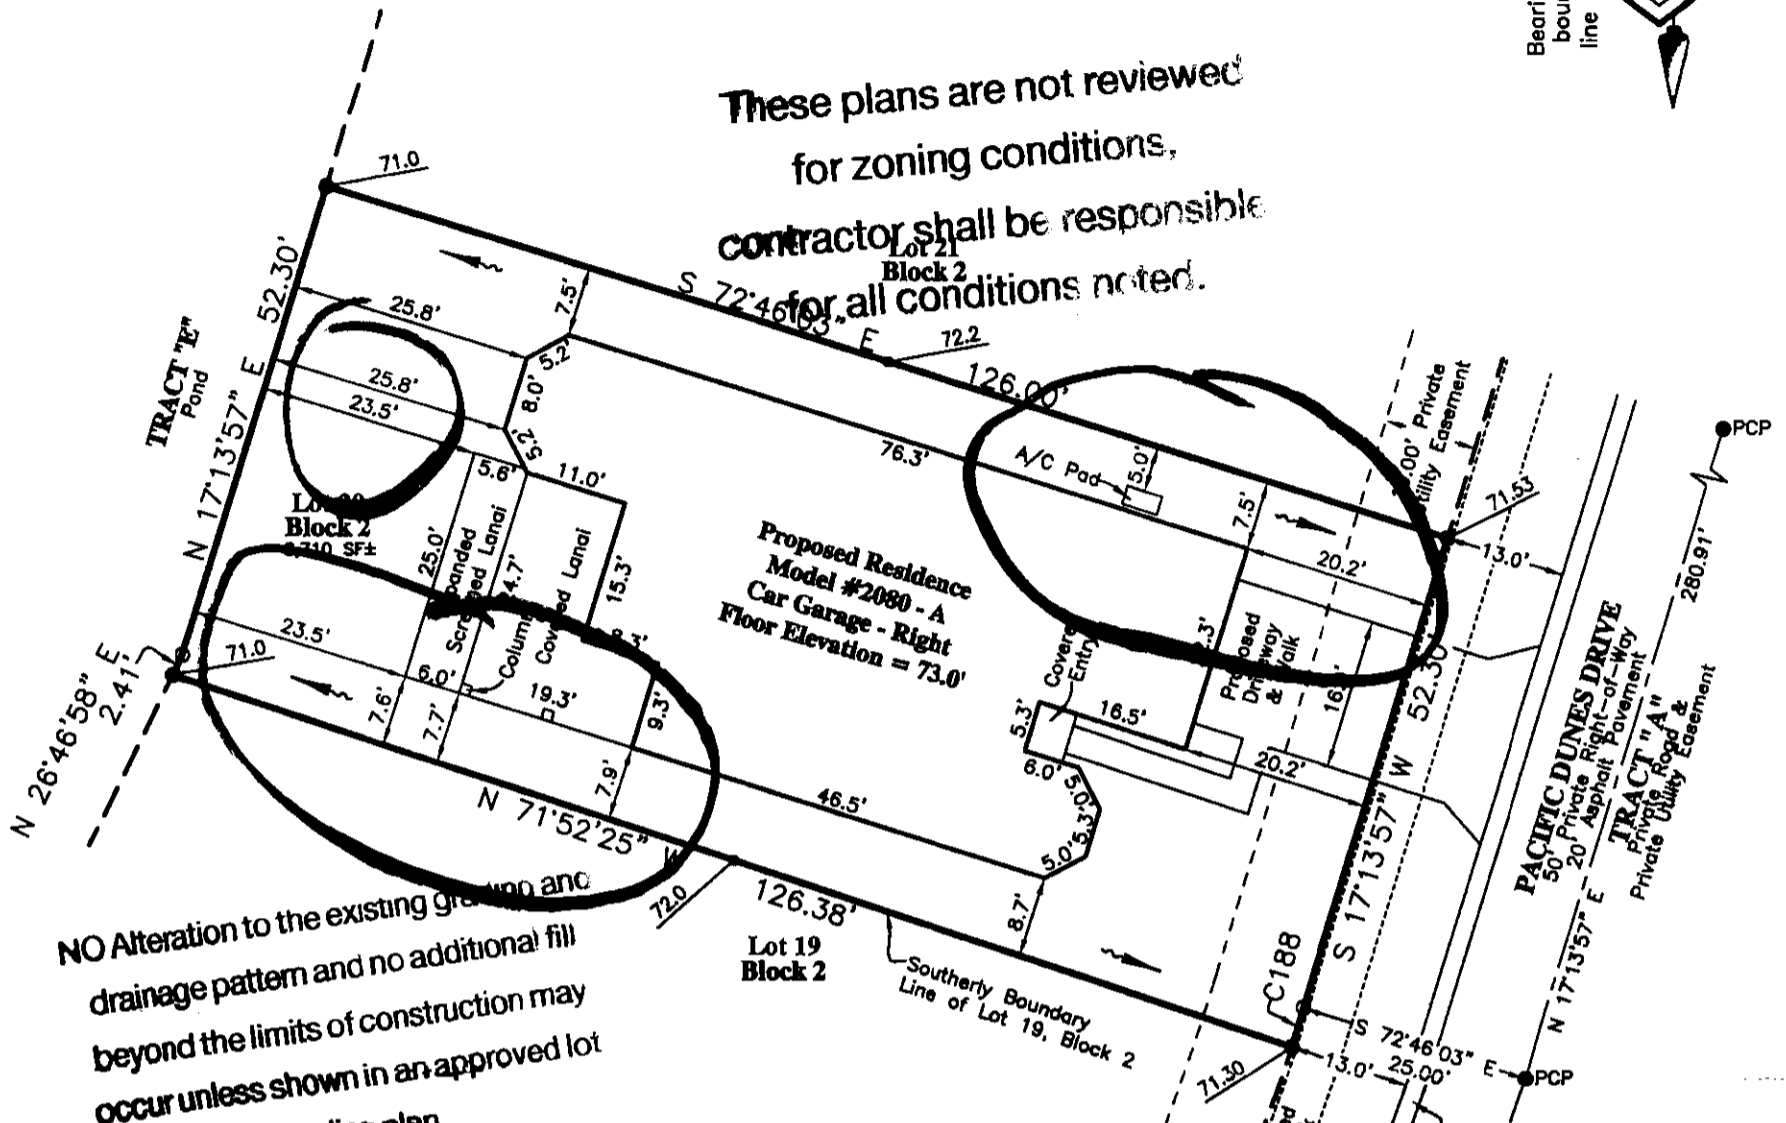 Beari
bou
line
These plans are not reviewed
for zoning conditions,
contractor shall be responsible
for all conditions noted.
Lot 21
Block 2
71.0
52.30'
N 17°13'57" E
TRACT "E"
Pond
25.8'
7.5'
5.2'
8.0'
25.8'
23.5'
5.2'
S 72°46'03" E
72.2
126.00'
76.3'
A/C Pad
5.0'
7.5'
.00' Private
tility Easement
71.53
13.0'
20.2'
PCP
280.91'
5.6'
11.0'
Block 2
SF±
25.0'
panded
Lanai
4.7'
Covered Lanai
15.3'
Proposed Residence
Model #2080 - A
Car Garage - Right
Floor Elevation = 73.0'
Covere
Entry
Proposed
Driveway
& Walk
52.30'
S 17°13'57" W
PACIFIC DUNES DRIVE
50' Private Right-of-Way
20' Asphalt Pavement
TRACT "A"
Private Road &
Private Utility Easement
N 17°13'57" E
N 26°46'58" E
2.41'
71.0
23.5'
6.0'
19.3'
9.3'
7.6'
7.7'
7.9'
N 71°52'25" W
126.38'
46.5'
5.3'
16.5'
6.0'
5.0'
5.3'
5.0'
20.2'
8.7'
72.0
Lot 19
Block 2
Southerly Boundary
Line of Lot 19, Block 2
C188
S 72°46'03" E
25.00'
13.0'
PCP
71.30
NO Alteration to the existing grading and
drainage pattern and no additional fill
beyond the limits of construction may
occur unless shown in an approved lot
plan